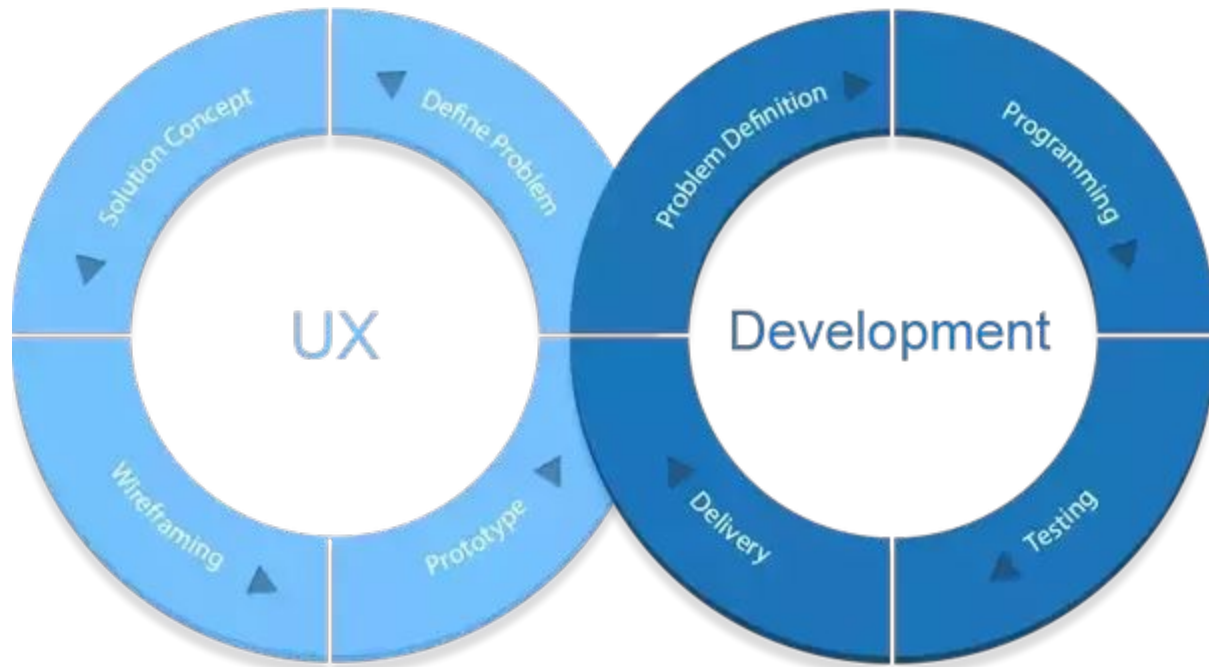 Solution Concept
Define Problem
UX
Wireframing
Prototype
Problem Definition
Programming
Development
Delivery
Testing